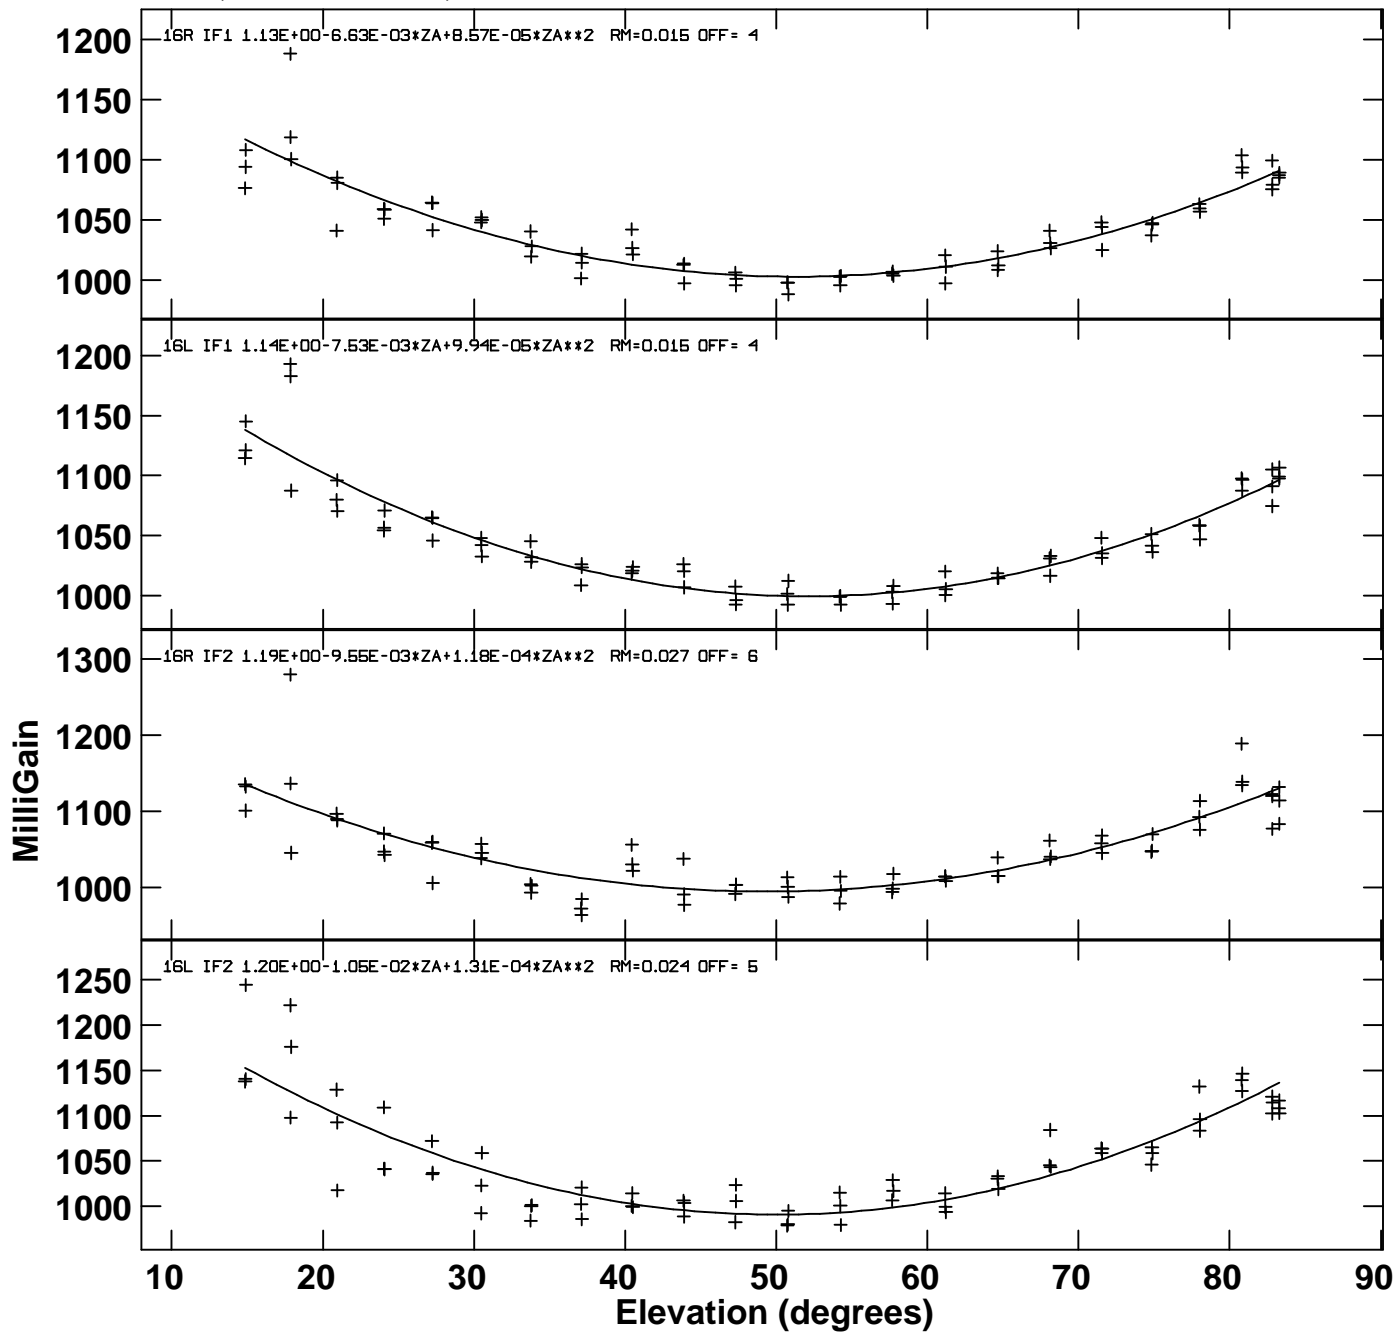 16R IF1 1.13E+00-6.63E-03*ZA+8.57E-05*ZA**2 RM=0.015 OFF= 4
1200
1150
1100
1050
1000
16L IF1 1.14E+00-7.53E-03*ZA+9.94E-05*ZA**2 RM=0.015 OFF= 4
1200
1150
1100
1050
1000
16R IF2 1.19E+00-9.55E-03*ZA+1.18E-04*ZA**2 RM=0.027 OFF= 6
1300
1200
1100
1000
MilliGain
16L IF2 1.20E+00-1.05E-02*ZA+1.31E-04*ZA**2 RM=0.024 OFF= 5
1250
1200
1150
1100
1050
1000
10 20 30 40 50 60 70 80 90
Elevation (degrees)